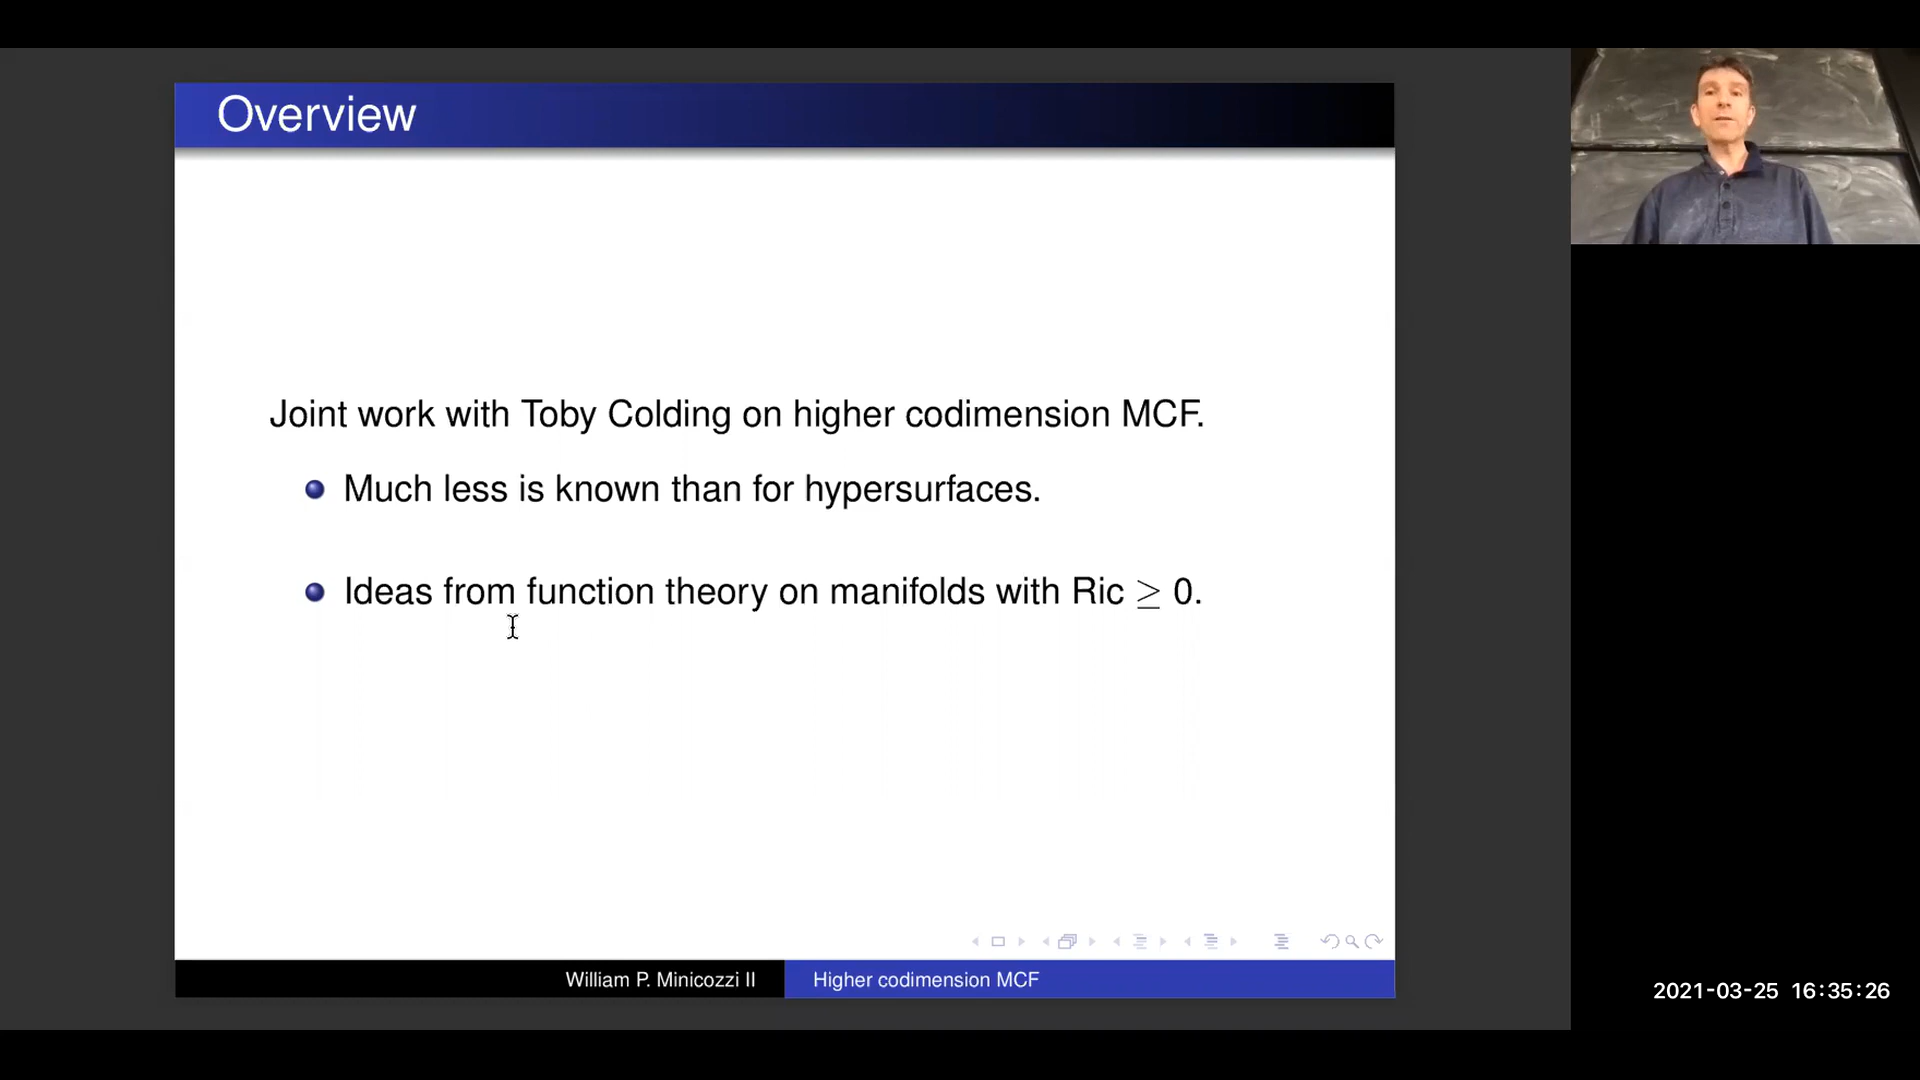 Overview
Joint work with Toby Colding on higher codimension MCF.
Much less is known than for hypersurfaces.
Ideas from function theory on manifolds with Ric ≥ 0.
William P. Minicozzi II
Higher codimension MCF
2021-03-25 16:35:26